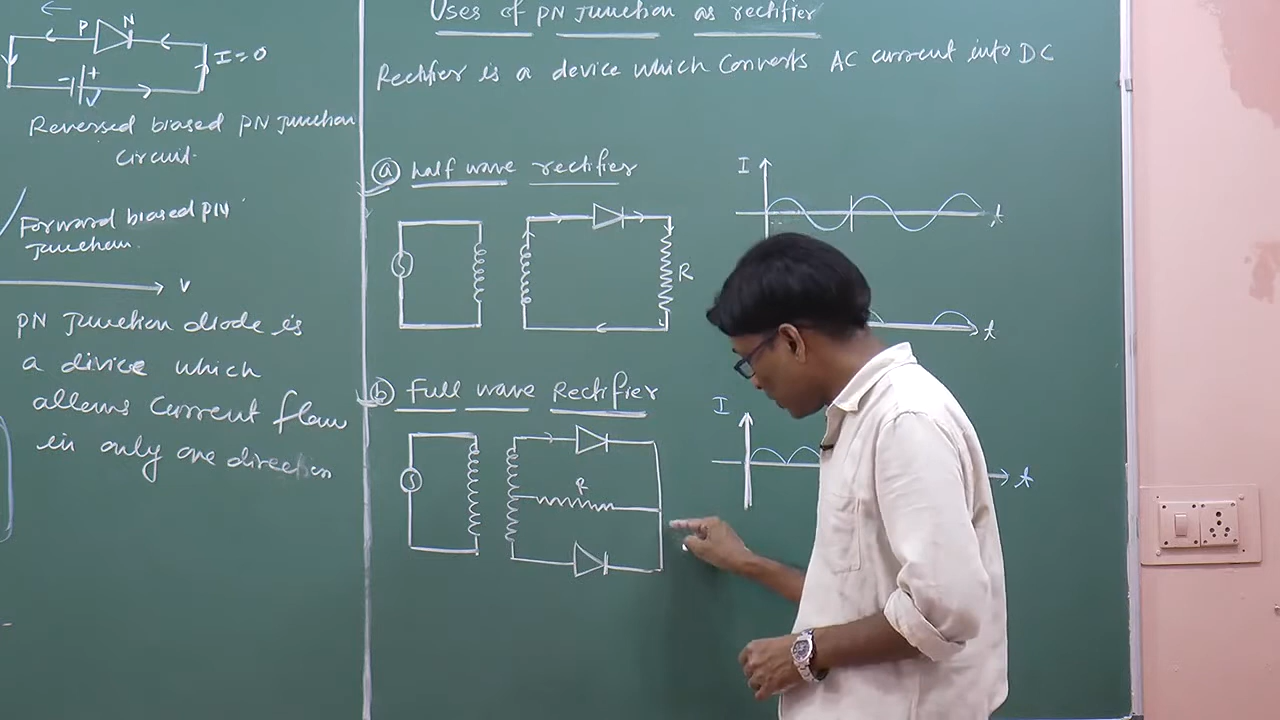 Uses of PN Junction as rectifier
Rectifier is a device which converts AC current into DC
P N
I = 0
- +
V
Reversed biased PN Junction
circuit.
Forward biased PN
Junction.
V
PN Junction diode is
a divice which
allows current flow
in only one direction
(a) half wave rectifier
R
I
t
t
(b) Full wave Rectifier
R
I
t